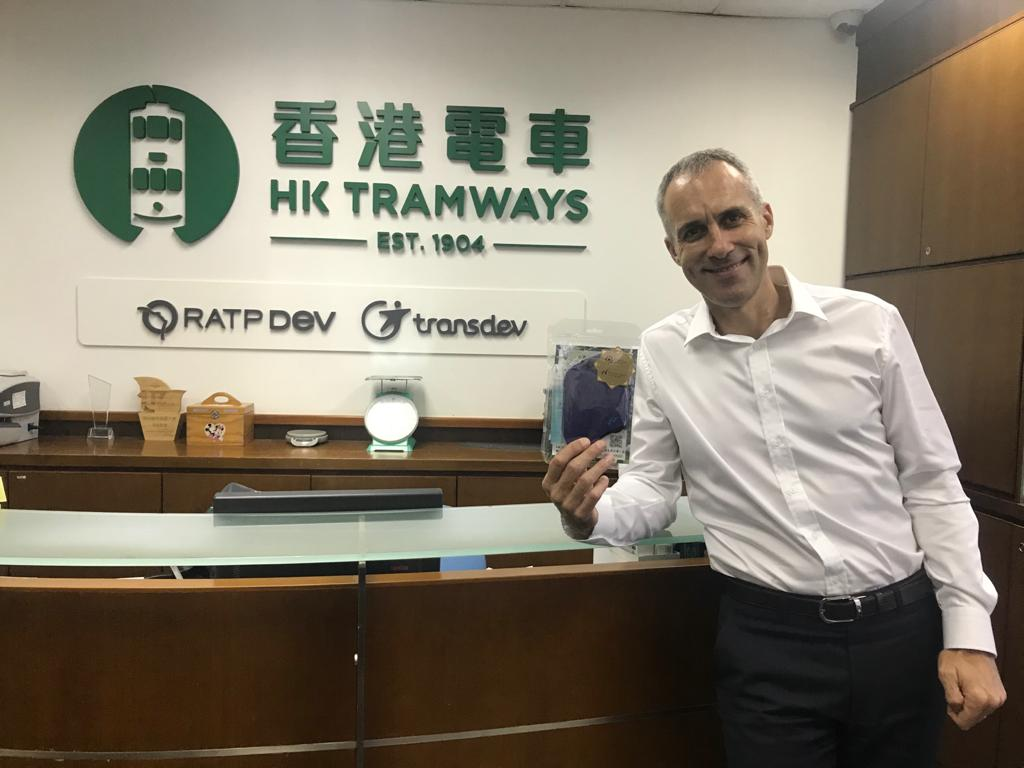 香港電車
HK TRAMWAYS
EST. 1904
RATP DEV
transdev